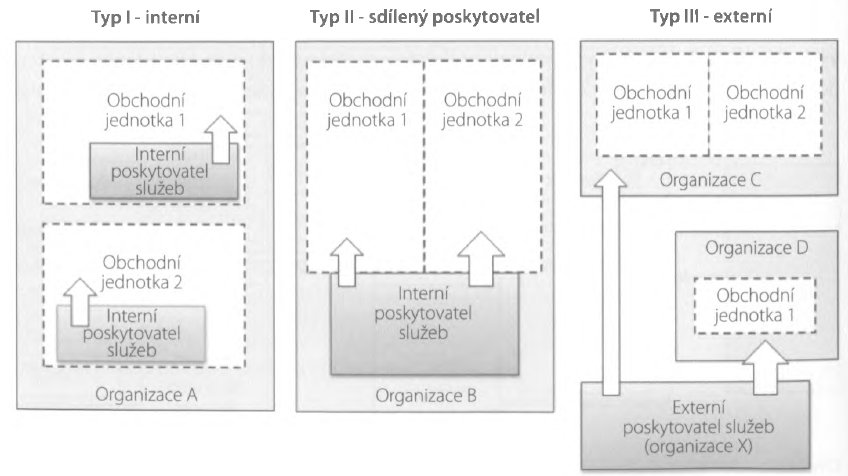 Typ I - interní
Obchodní
jednotka 1
Interní
poskytovatel
služeb
Obchodní
jednotka 2
Interní
poskytovatel
služeb
Organizace A
Typ II - sdílený poskytovatel
Obchodní
jednotka 1
Obchodní
jednotka 2
Interní
poskytovatel
služeb
Organizace B
Typ III - externí
Obchodní
jednotka 1
Obchodní
jednotka 2
Organizace C
Organizace D
Obchodní
jednotka 1
Externí
poskytovatel služeb
(organizace X)